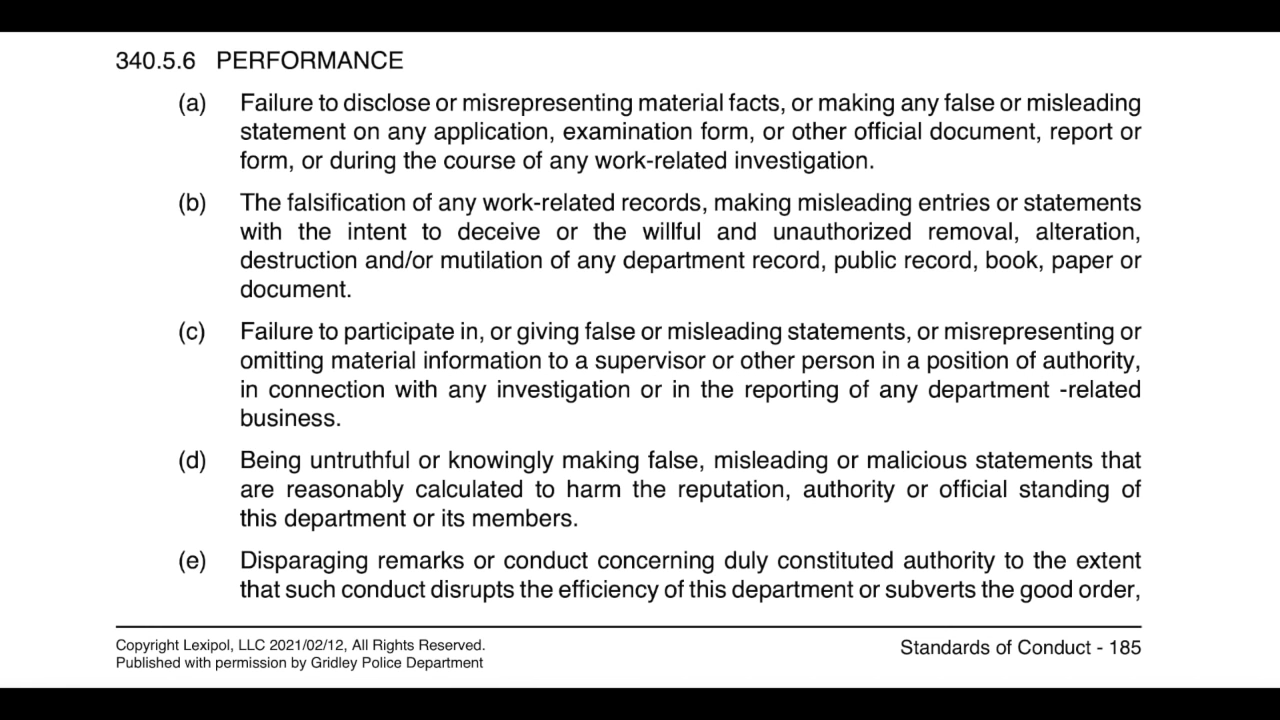 340.5.6 PERFORMANCE
(a) Failure to disclose or misrepresenting material facts, or making any false or misleading
statement on any application, examination form, or other official document, report or
form, or during the course of any work-related investigation.
(b) The falsification of any work-related records, making misleading entries or statements
with the intent to deceive or the willful and unauthorized removal, alteration,
destruction and/or mutilation of any department record, public record, book, paper or
document.
(c) Failure to participate in, or giving false or misleading statements, or misrepresenting or
omitting material information to a supervisor or other person in a position of authority,
in connection with any investigation or in the reporting of any department -related
business.
(d) Being untruthful or knowingly making false, misleading or malicious statements that
are reasonably calculated to harm the reputation, authority or official standing of
this department or its members.
(e) Disparaging remarks or conduct concerning duly constituted authority to the extent
that such conduct disrupts the efficiency of this department or subverts the good order,
Copyright Lexipol, LLC 2021/02/12, All Rights Reserved.
Published with permission by Gridley Police Department
Standards of Conduct - 185